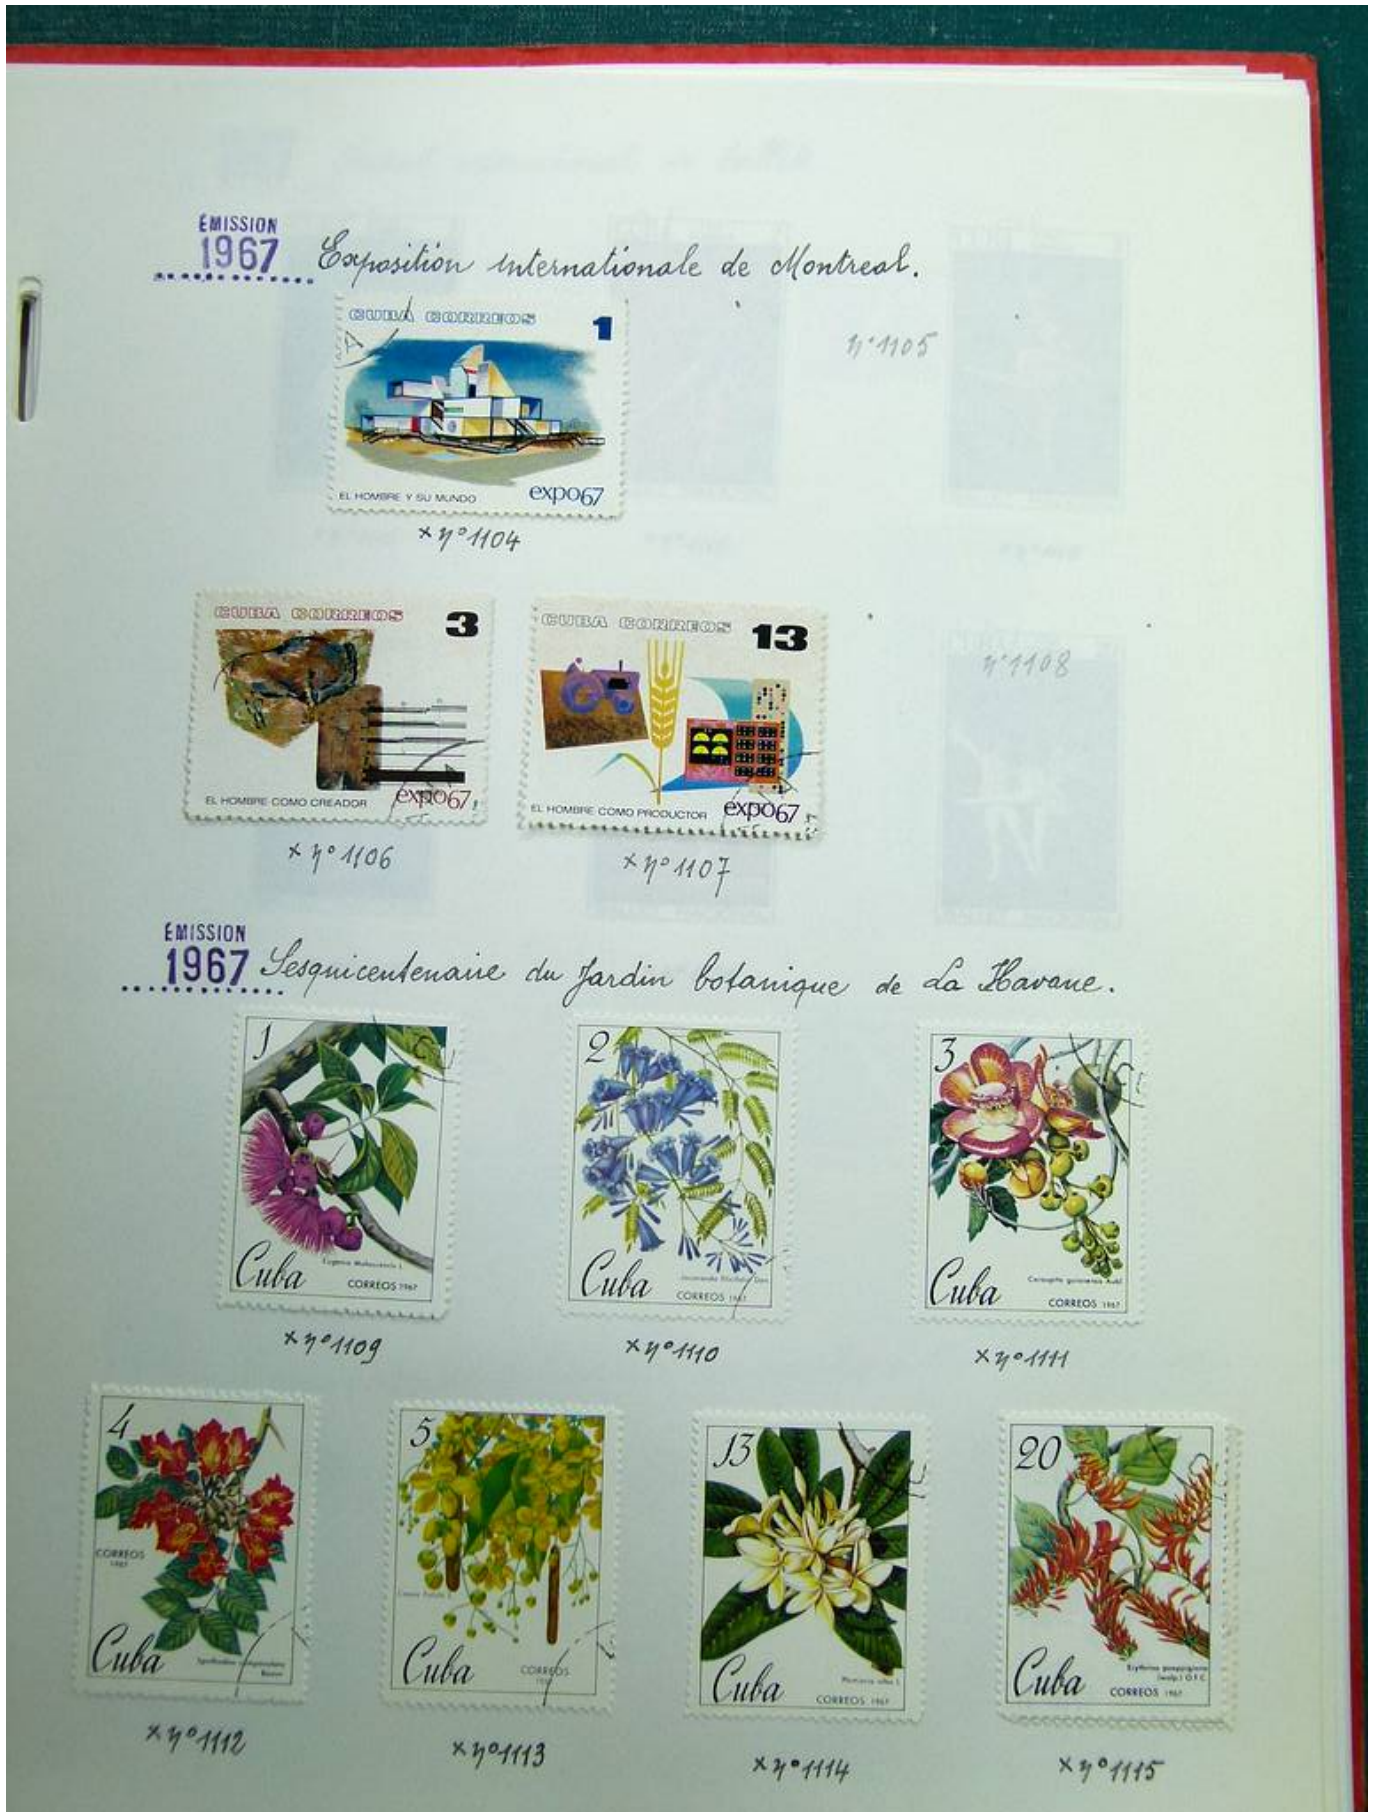 ÉMISSION
1967 Exposition internationale de Montreal.
CUBA CORREOS 1
n°1105
EL HOMBRE Y SU MUNDO expo67
x n°1104
CUBA CORREOS 3
CUBA CORREOS 13
n°1108
EL HOMBRE COMO CREADOR expo67
EL HOMBRE COMO PRODUCTOR expo67
x n°1106
x n°1107
ÉMISSION
1967 Sesquicentenaire du Jardin botanique de La Havane.
1
2
3
Cuba CORREOS 1967
Cuba CORREOS 1967
Cuba CORREOS 1967
x n°1109
x n°1110
x n°1111
4
5
13
20
CORREOS
1967
Cuba
Cuba CORREOS
Cuba CORREOS 1967
Cuba CORREOS 1967
x n°1112
x n°1113
x n°1114
x n°1115